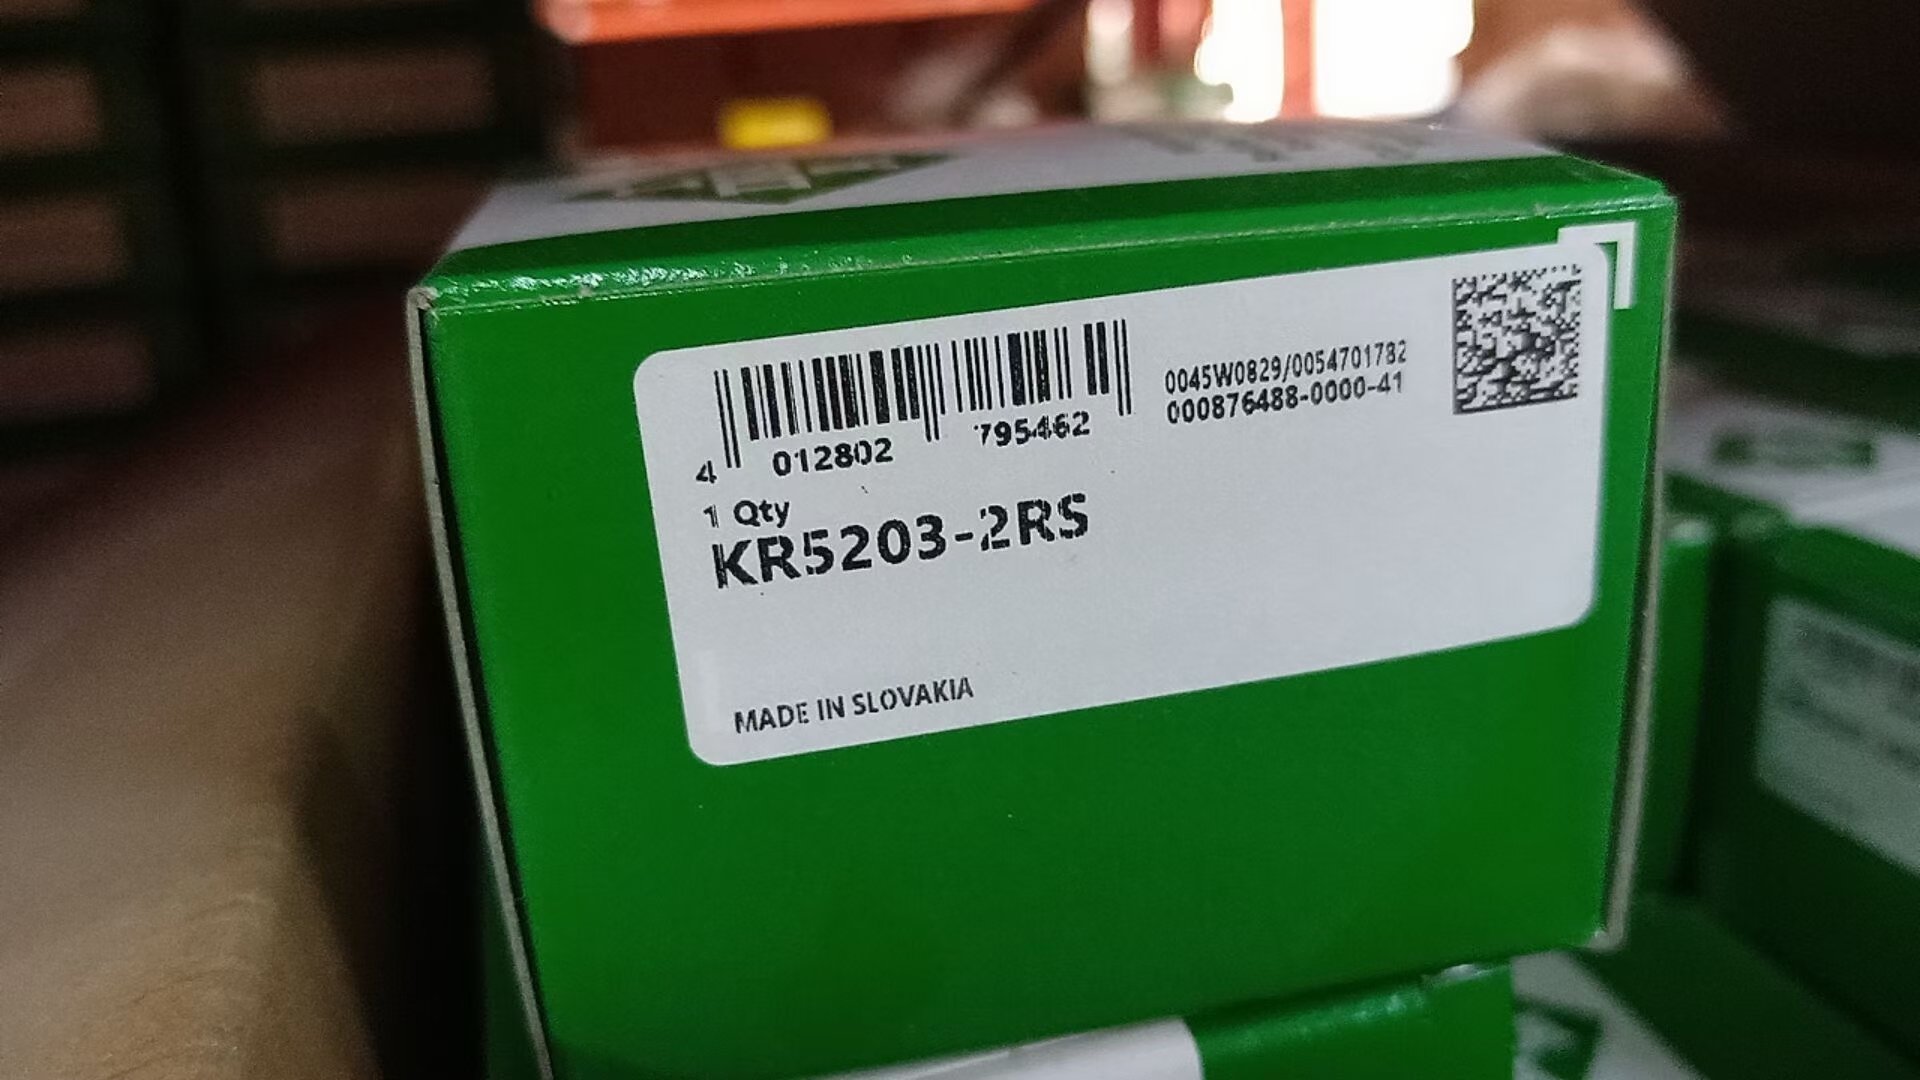 4 012802 795462
0045W0829/0054701782
000876488-0000-41
1 Qty
KR5203-2RS
MADE IN SLOVAKIA